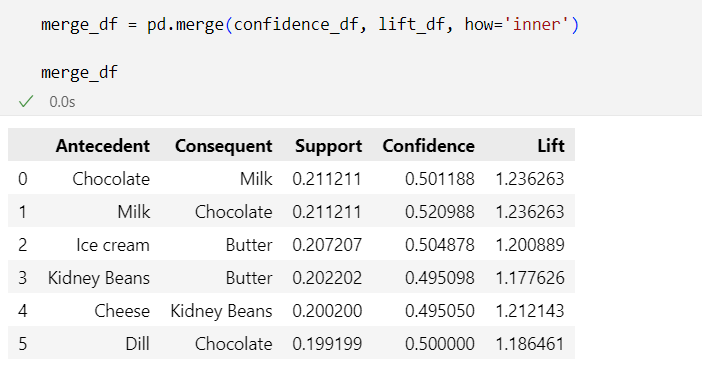 merge_df = pd.merge(confidence_df, lift_df, how='inner')
merge_df
0.0s
Antecedent Consequent Support Confidence Lift
0 Chocolate Milk 0.211211 0.501188 1.236263
1 Milk Chocolate 0.211211 0.520988 1.236263
2 Ice cream Butter 0.207207 0.504878 1.200889
3 Kidney Beans Butter 0.202202 0.495098 1.177626
4 Cheese Kidney Beans 0.200200 0.495050 1.212143
5 Dill Chocolate 0.199199 0.500000 1.186461